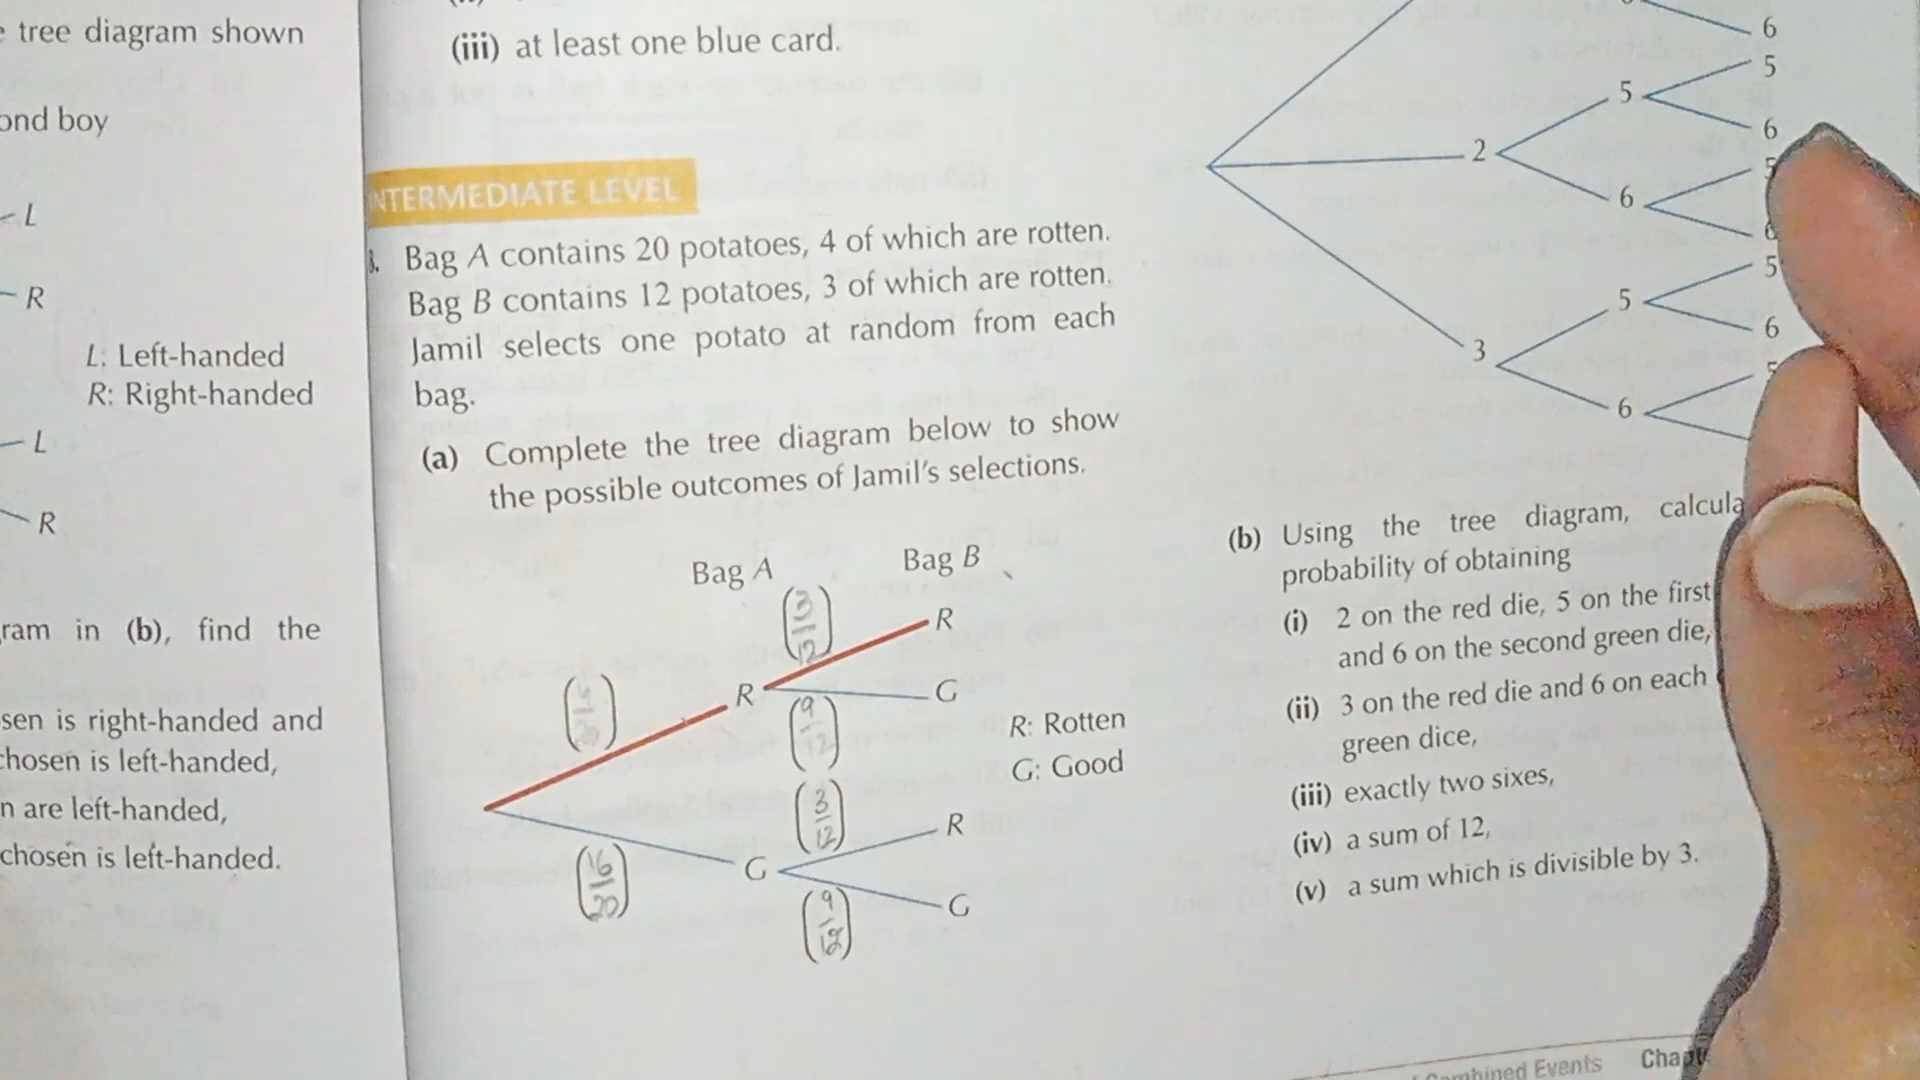 tree diagram shown
ond boy
L
R
L: Left-handed
R: Right-handed
L
R
ram in (b), find the
sen is right-handed and
chosen is left-handed,
n are left-handed,
chosen is left-handed.
(iii) at least one blue card.
INTERMEDIATE LEVEL
Bag A contains 20 potatoes, 4 of which are rotten.
Bag B contains 12 potatoes, 3 of which are rotten.
Jamil selects one potato at random from each
bag.
(a) Complete the tree diagram below to show
the possible outcomes of Jamil's selections.
Bag A Bag B
(3/12) R
R
(9/12) G
R: Rotten
G: Good
(3/12) R
(16/20) G
(9/12) G
6
5
5
6
2
5
6
6
5
5
6
3
5
6
(b) Using the tree diagram, calcula
probability of obtaining
(i) 2 on the red die, 5 on the first
and 6 on the second green die,
(ii) 3 on the red die and 6 on each
green dice,
(iii) exactly two sixes,
(iv) a sum of 12,
(v) a sum which is divisible by 3.
Combined Events Chap